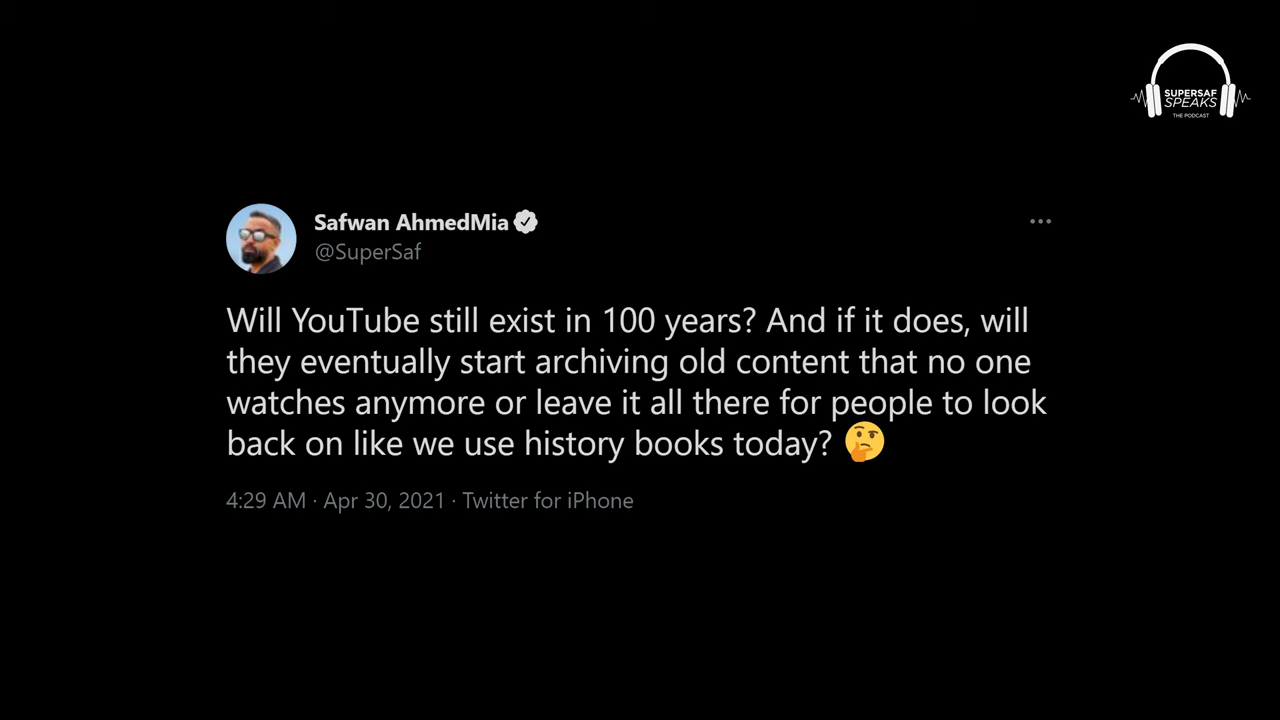 SUPERSAF
SPEAKS
THE PODCAST
Safwan AhmedMia
@SuperSaf
Will YouTube still exist in 100 years? And if it does, will
they eventually start archiving old content that no one
watches anymore or leave it all there for people to look
back on like we use history books today? 🤔
4:29 AM · Apr 30, 2021 · Twitter for iPhone